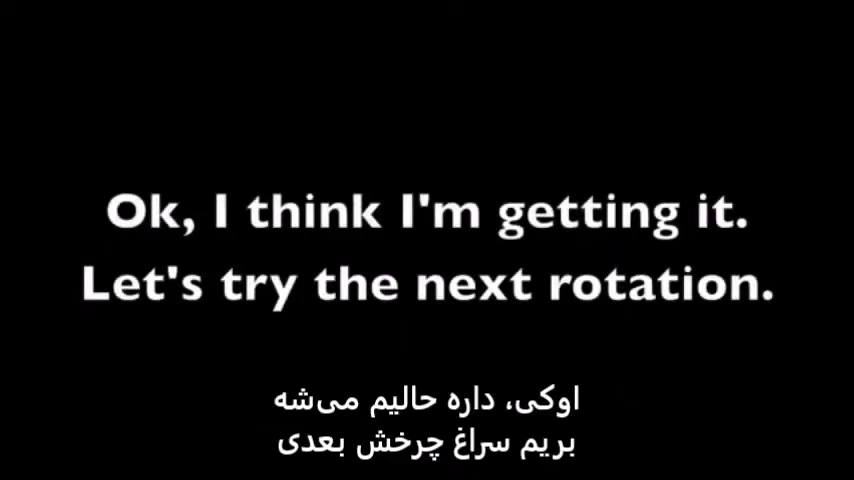 Ok, I think I'm getting it.
Let's try the next rotation.
اوکی، داره حالیم می‌شه
بریم سراغ چرخش بعدی